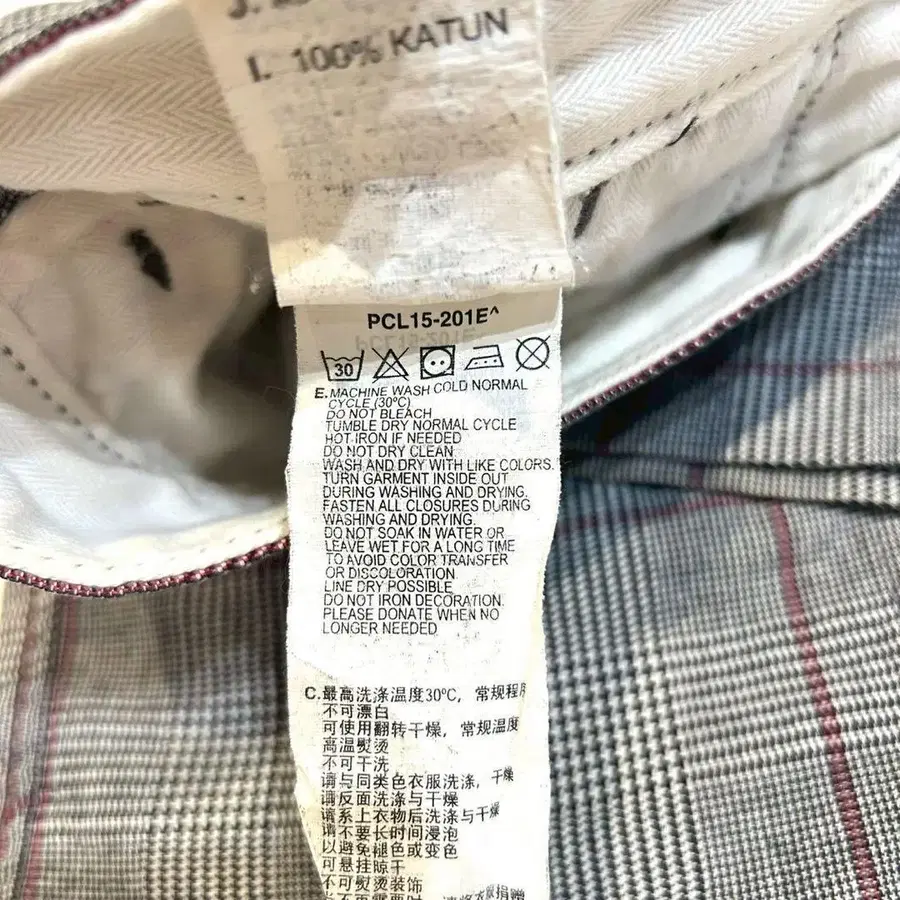 I. 100% KATUN
PCL15-201E^
30
E.MACHINE WASH COLD NORMAL
CYCLE (30°C)
DO NOT BLEACH
TUMBLE DRY NORMAL CYCLE
HOT IRON IF NEEDED
DO NOT DRY CLEAN
WASH AND DRY WITH LIKE COLORS.
TURN GARMENT INSIDE OUT
DURING WASHING AND DRYING.
FASTEN ALL CLOSURES DURING
WASHING AND DRYING.
DO NOT SOAK IN WATER OR
LEAVE WET FOR A LONG TIME
TO AVOID COLOR TRANSFER
OR DISCOLORATION.
LINE DRY POSSIBLE
DO NOT IRON DECORATION.
PLEASE DONATE WHEN NO
LONGER NEEDED
C.最高洗涤温度30°C, 常规程序
不可漂白
可使用翻转干燥, 常规温度
高温熨烫
不可干洗
请与同类色衣服洗涤, 干燥
请反面洗涤与干燥
请系上衣物后洗涤与干燥
请不要长时间浸泡
以避免褪色或变色
可悬挂晾干
不可熨烫装饰